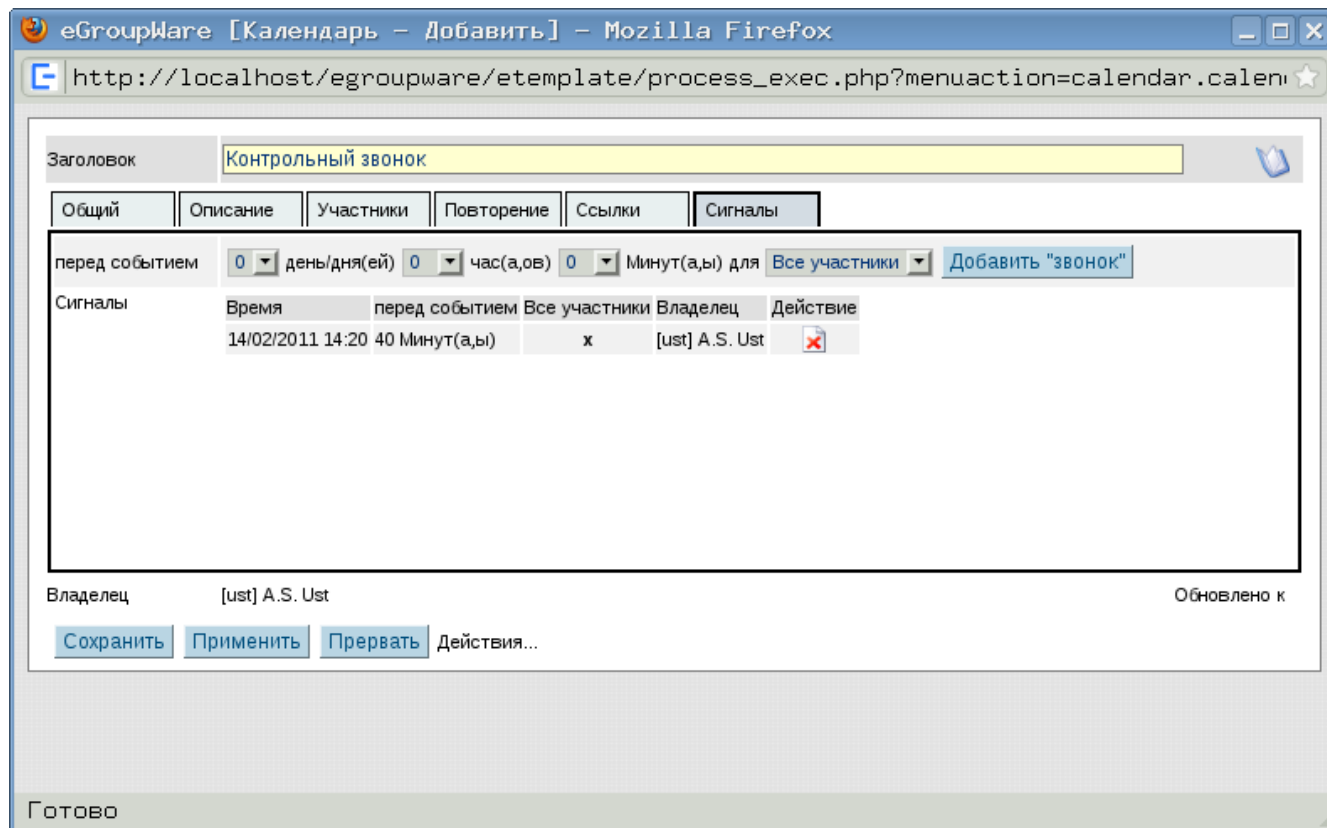 eGroupWare [Календарь - Добавить] - Mozilla Firefox
http://localhost/egroupware/etemplate/process_exec.php?menuaction=calendar.calen
Заголовок Контрольный звонок
Общий Описание Участники Повторение Ссылки Сигналы
перед событием 0 день/дня(ей) 0 час(а,ов) 0 Минут(а,ы) для Все участники Добавить "звонок"
Сигналы
Время перед событием Все участники Владелец Действие
14/02/2011 14:20 40 Минут(а,ы) x [ust] A.S. Ust
Владелец [ust] A.S. Ust Обновлено к
Сохранить Применить Прервать Действия...
Готово